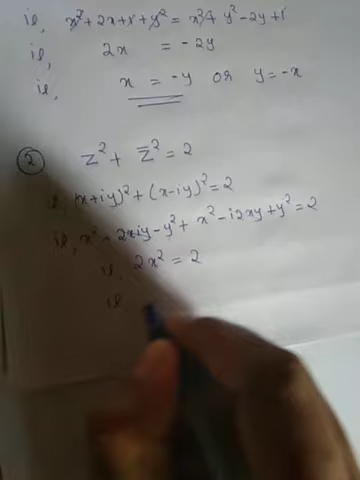 ie, x² + 2x + 1 + y² = x² + y² - 2y + 1
ie, 2x = -2y
ie, x = -y or y = -x
② z² + z̅² = 2
(x+iy)² + (x-iy)² = 2
ie, x² + 2xiy - y² + x² - i2xy + y² = 2
ie, 2x² = 2
ie